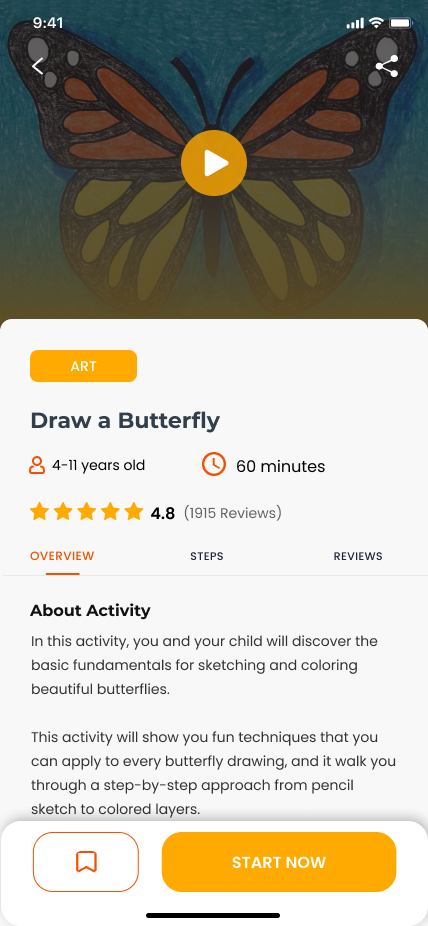 9:41
ART
Draw a Butterfly
4-11 years old
60 minutes
4.8 (1915 Reviews)
OVERVIEW STEPS REVIEWS
About Activity
In this activity, you and your child will discover the
basic fundamentals for sketching and coloring
beautiful butterflies.
This activity will show you fun techniques that you
can apply to every butterfly drawing, and it walk you
through a step-by-step approach from pencil
sketch to colored layers.
START NOW